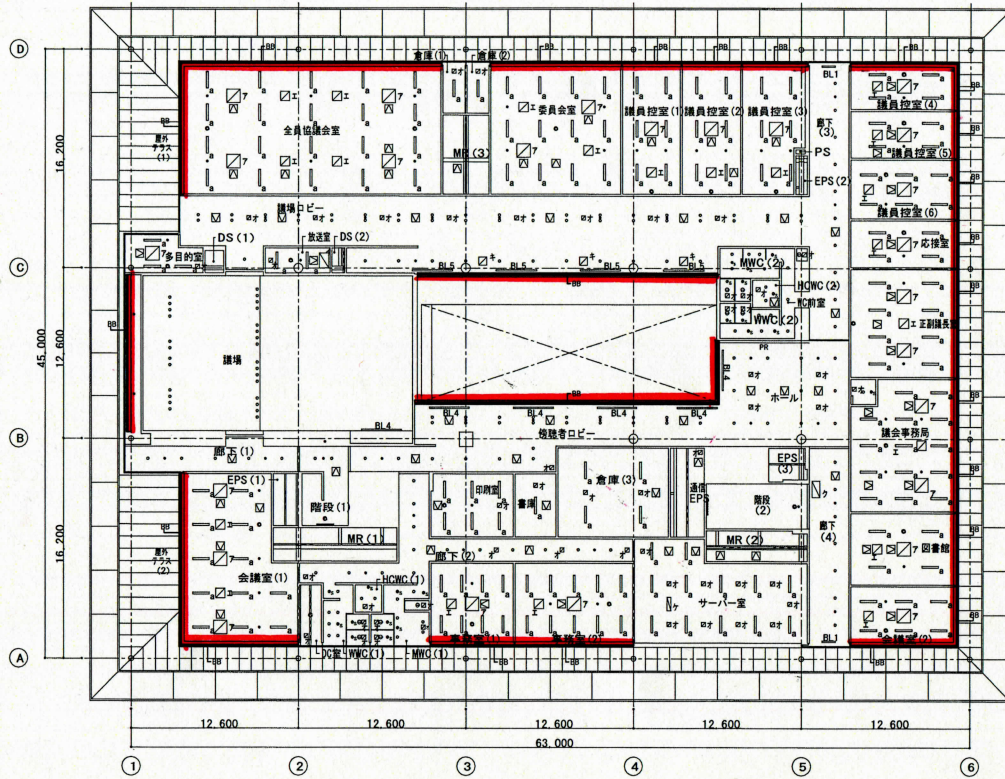 D
倉庫(1)
倉庫(2)
BL1
全員協議会室
委員会室
議員控室(1)
議員控室(2)
議員控室(3)
廊下
(3)
議員控室(4)
屋外
テラス
(1)
MR(3)
PS
議員控室(5)
16,200
EPS(2)
議員控室(6)
議場ロビー
DS(1)
放送室
DS(2)
多目的室
応接室
C
BL5
BL5
BL5
BL5
MWC(2)
HCWC(2)
WC前室
WWC(2)
正副議長室
45,000
12,600
議場
PR
BL4
ホール
BL4
BL4
BL4
BL4
BL4
傍聴者ロビー
議会事務局
B
廊下(1)
EPS(1)
階段(1)
印刷室
書庫
倉庫(3)
通信
EPS
EPS
(3)
階段
(2)
廊下
(4)
MR(1)
MR(2)
屋外
テラス
(2)
16,200
会議室(1)
廊下(2)
図書館
HCWC(1)
サーバー室
事務室(1)
事務室(2)
BL1
会議室(2)
DC室
WWC(1)
MWC(1)
A
12,600
12,600
12,600
12,600
12,600
63,000
1
2
3
4
5
6